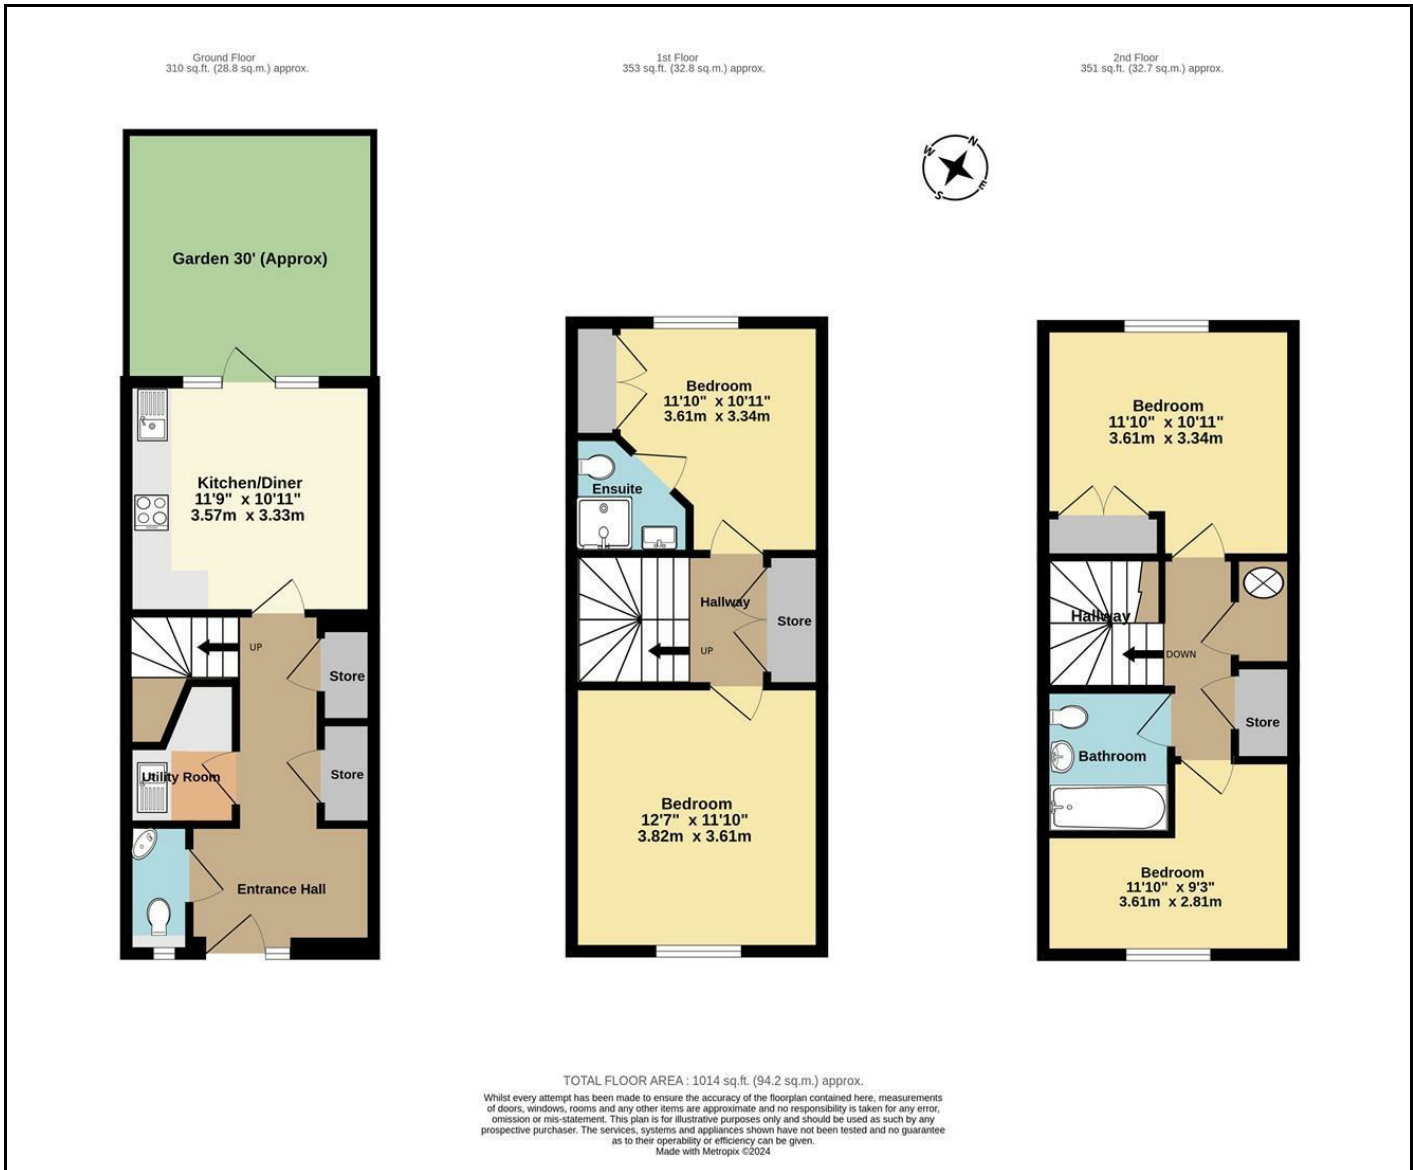 Ground Floor
310 sq.ft. (28.8 sq.m.) approx.
1st Floor
353 sq.ft. (32.8 sq.m.) approx.
2nd Floor
351 sq.ft. (32.7 sq.m.) approx.
N
W
E
S
Garden 30' (Approx)
Kitchen/Diner
11'9" x 10'11"
3.57m x 3.33m
UP
Store
Store
Utility Room
Entrance Hall
Bedroom
11'10" x 10'11"
3.61m x 3.34m
Ensuite
Hallway
Store
UP
Bedroom
12'7" x 11'10"
3.82m x 3.61m
Bedroom
11'10" x 10'11"
3.61m x 3.34m
Hallway
DOWN
Store
Bathroom
Bedroom
11'10" x 9'3"
3.61m x 2.81m
TOTAL FLOOR AREA : 1014 sq.ft. (94.2 sq.m.) approx.
Whilst every attempt has been made to ensure the accuracy of the floorplan contained here, measurements
of doors, windows, rooms and any other items are approximate and no responsibility is taken for any error,
omission or mis-statement. This plan is for illustrative purposes only and should be used as such by any
prospective purchaser. The services, systems and appliances shown have not been tested and no guarantee
as to their operability or efficiency can be given.
Made with Metropix ©2024